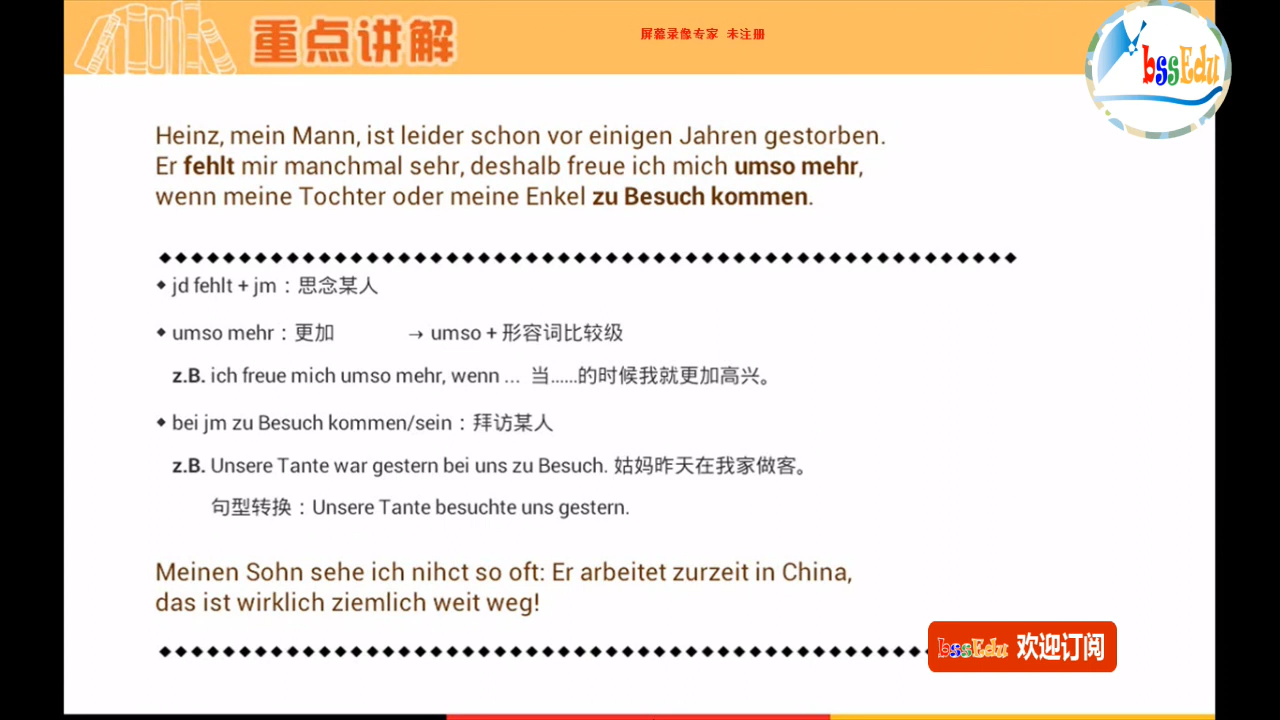 重点讲解
屏幕录像专家 未注册
bssEdu
Heinz, mein Mann, ist leider schon vor einigen Jahren gestorben.
Er fehlt mir manchmal sehr, deshalb freue ich mich umso mehr,
wenn meine Tochter oder meine Enkel zu Besuch kommen.
jd fehlt + jm：思念某人
umso mehr：更加 → umso + 形容词比较级
z.B. ich freue mich umso mehr, wenn ... 当......的时候我就更加高兴。
bei jm zu Besuch kommen/sein：拜访某人
z.B. Unsere Tante war gestern bei uns zu Besuch. 姑妈昨天在我家做客。
句型转换：Unsere Tante besuchte uns gestern.
Meinen Sohn sehe ich nihct so oft: Er arbeitet zurzeit in China,
das ist wirklich ziemlich weit weg!
bssEdu 欢迎订阅